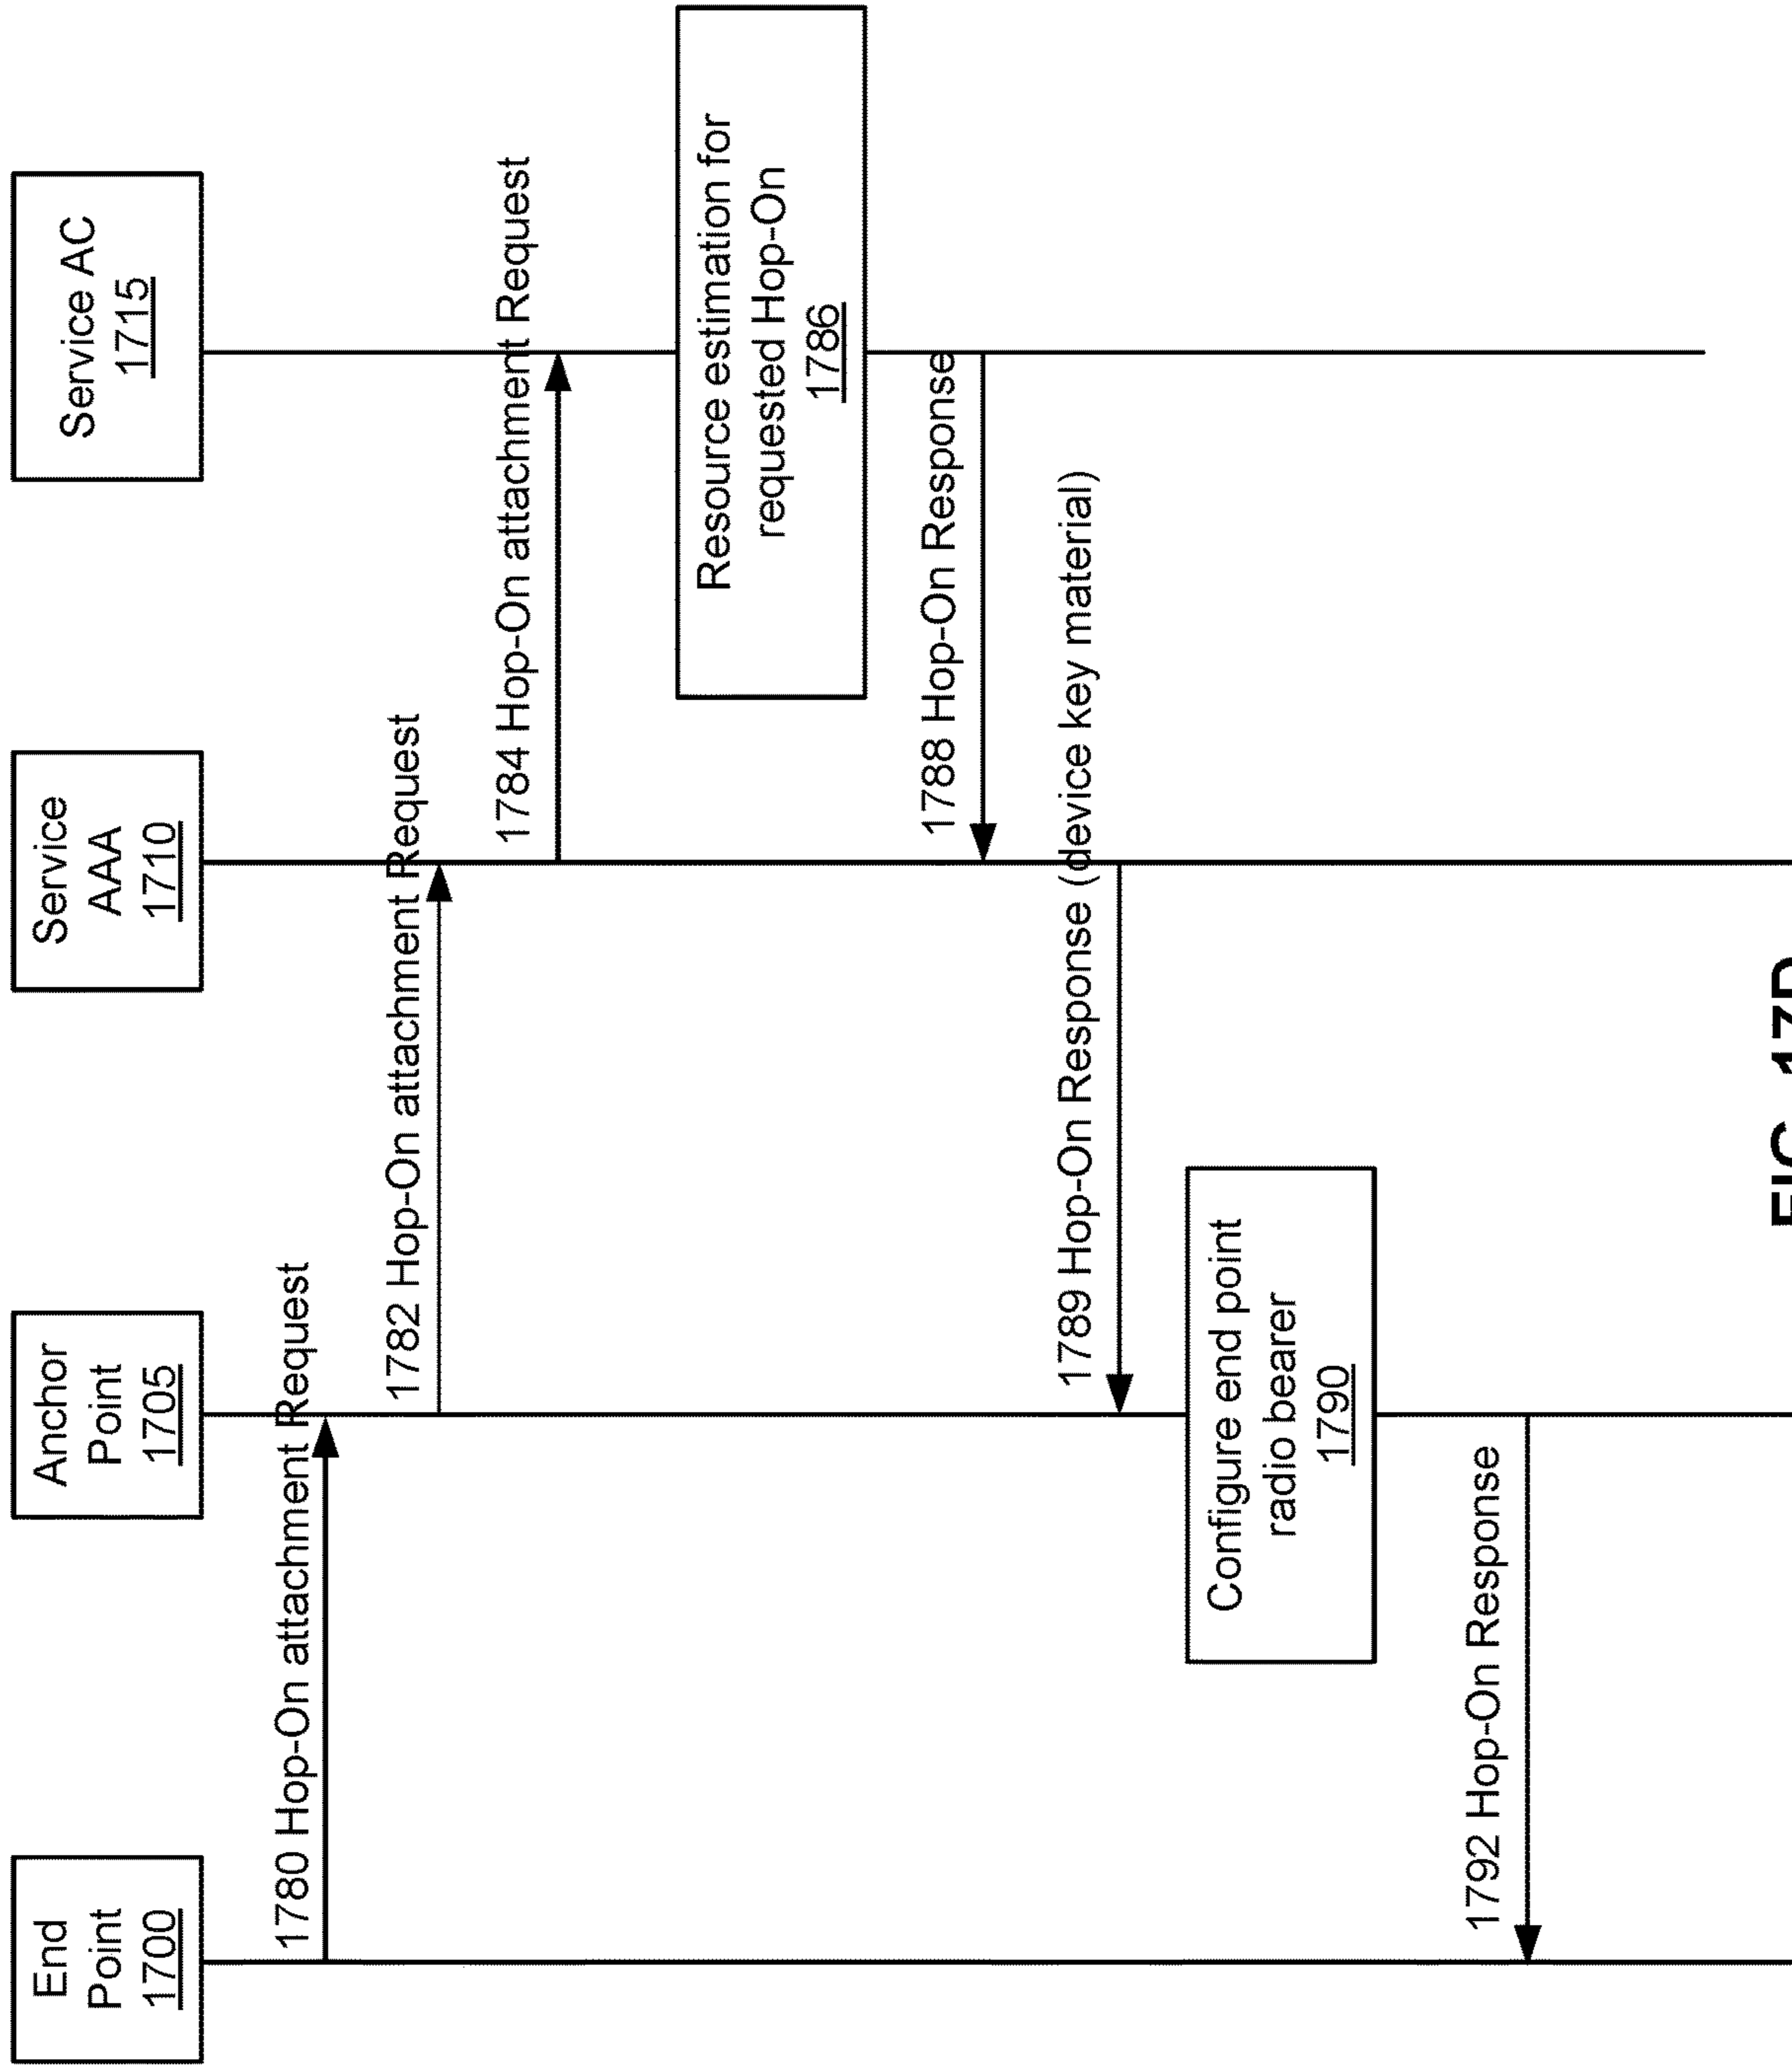 End
Point
1700
Anchor
Point
1705
Service
AAA
1710
Service AC
1715
1780 Hop-On attachment Request
1782 Hop-On attachment Request
1784 Hop-On attachment Request
Resource estimation for
requested Hop-On
1786
1788 Hop-On Response
1789 Hop-On Response (device key material)
Configure end point
radio bearer
1790
1792 Hop-On Response
FIG. 17D